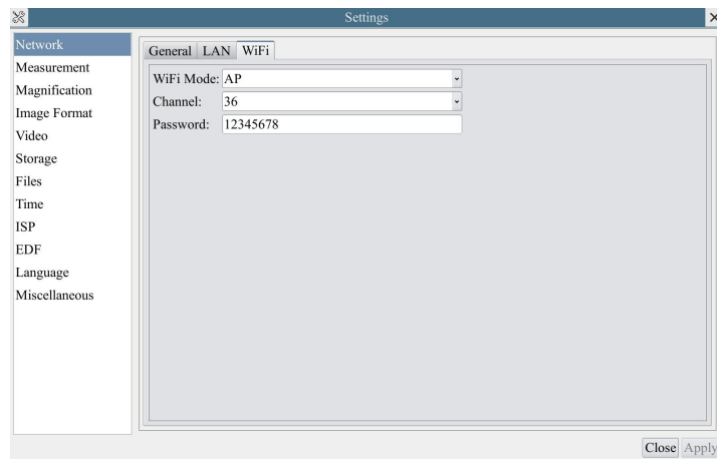 Settings
Network
Measurement
Magnification
Image Format
Video
Storage
Files
Time
ISP
EDF
Language
Miscellaneous
General LAN WiFi
WiFi Mode: AP
Channel: 36
Password: 12345678
Close Apply